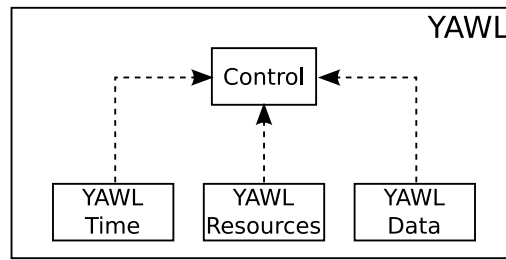 YAWL
Control
YAWL
Time
YAWL
Resources
YAWL
Data